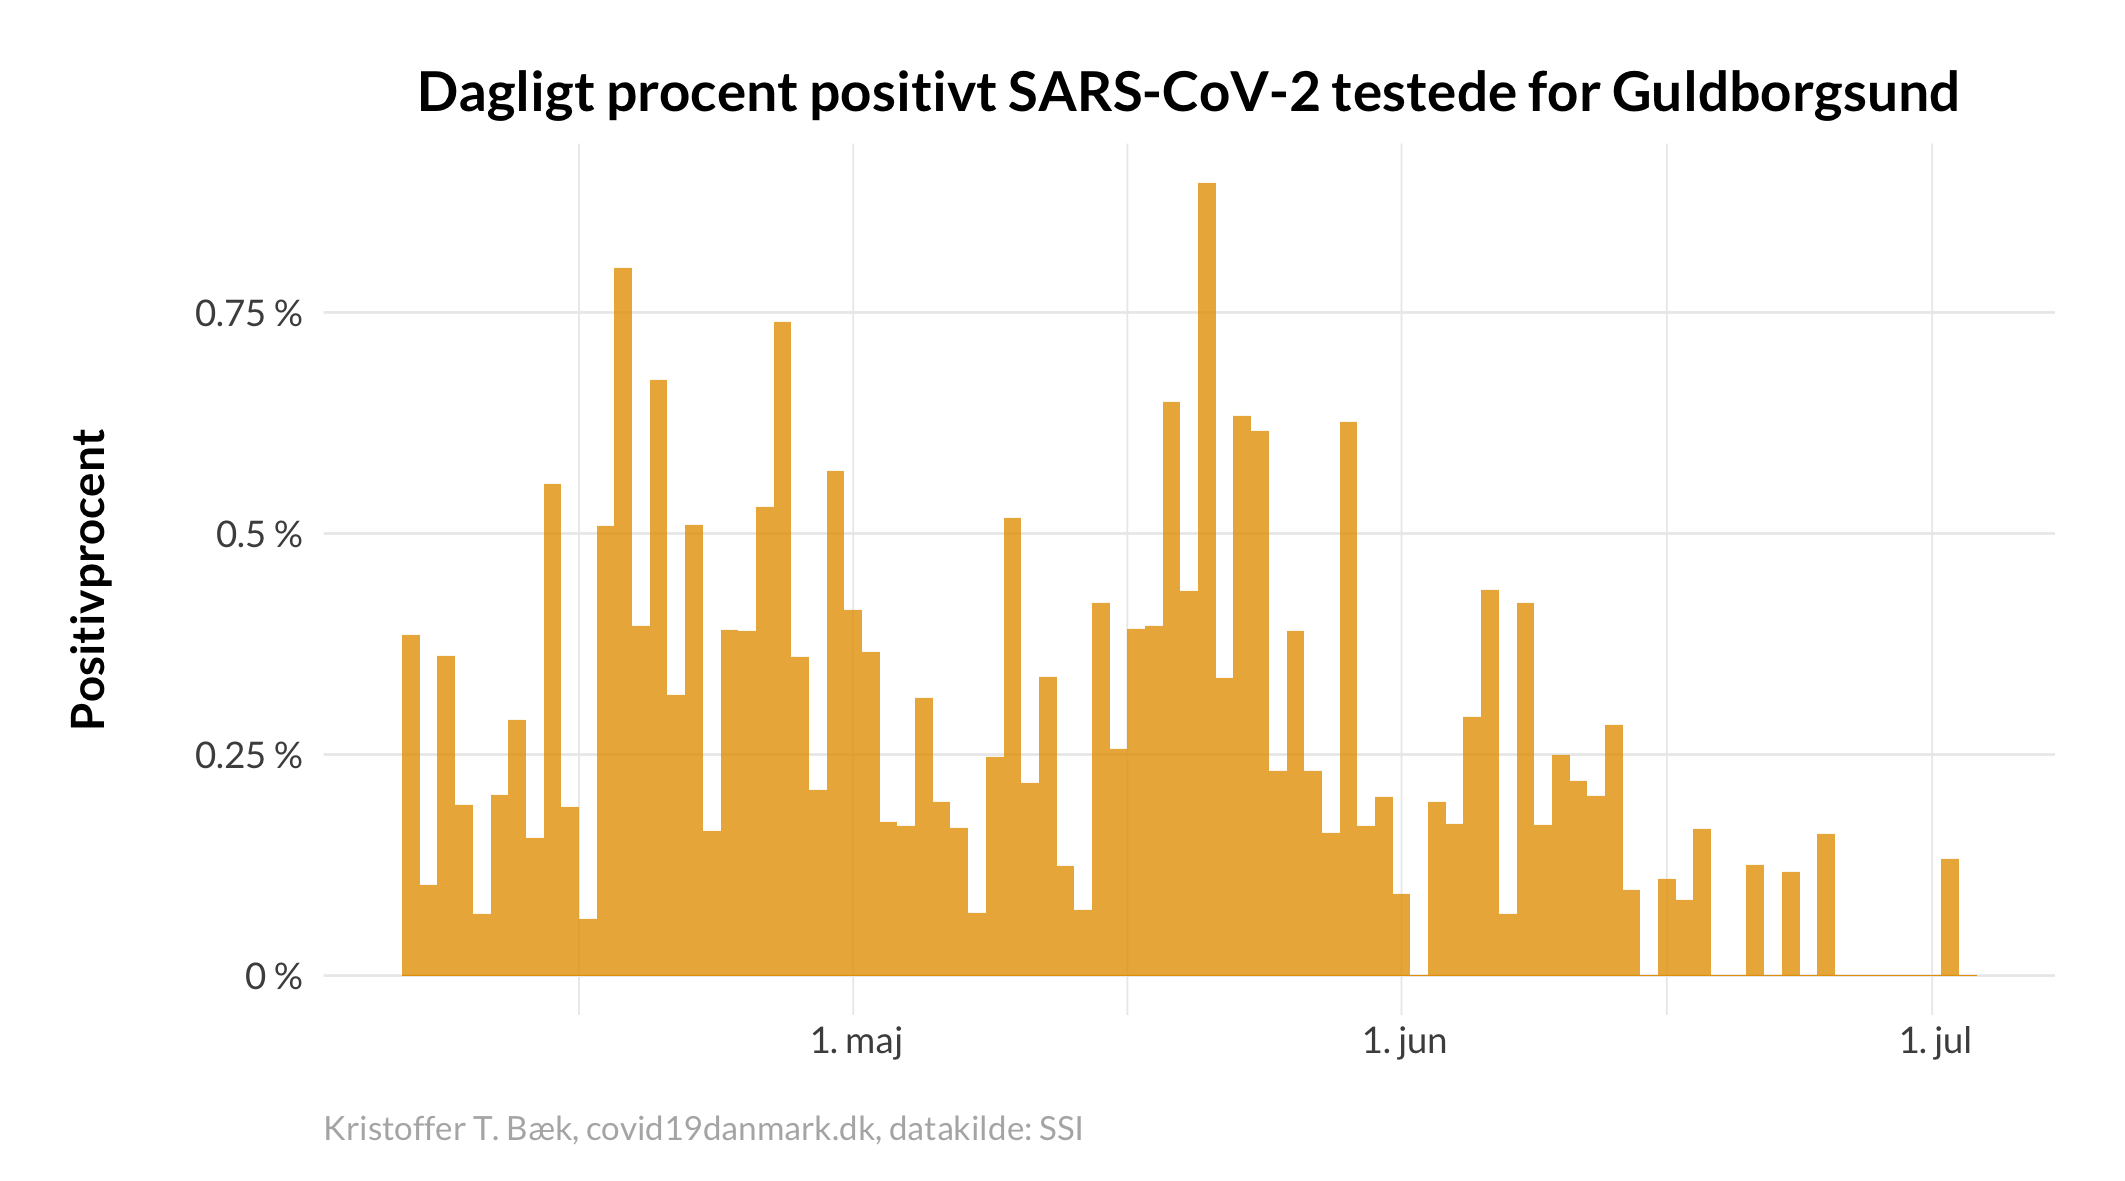 Dagligt procent positivt SARS-CoV-2 testede for Guldborgsund
Positivprocent
0.75 %
0.5 %
0.25 %
0 %
1. maj
1. jun
1. jul
Kristoffer T. Bæk, covid19danmark.dk, datakilde: SSI